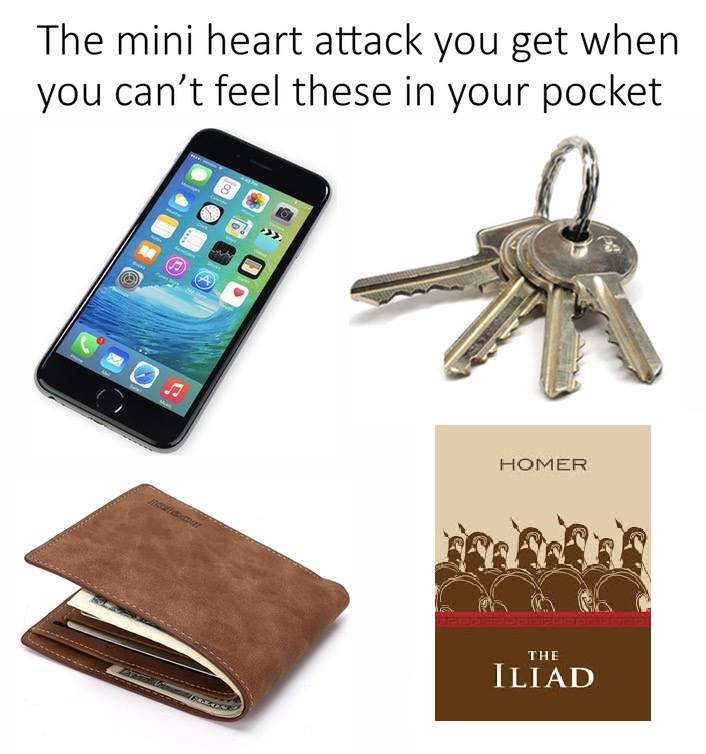 The mini heart attack you get when
you can’t feel these in your pocket
HOMER
THE
ILIAD